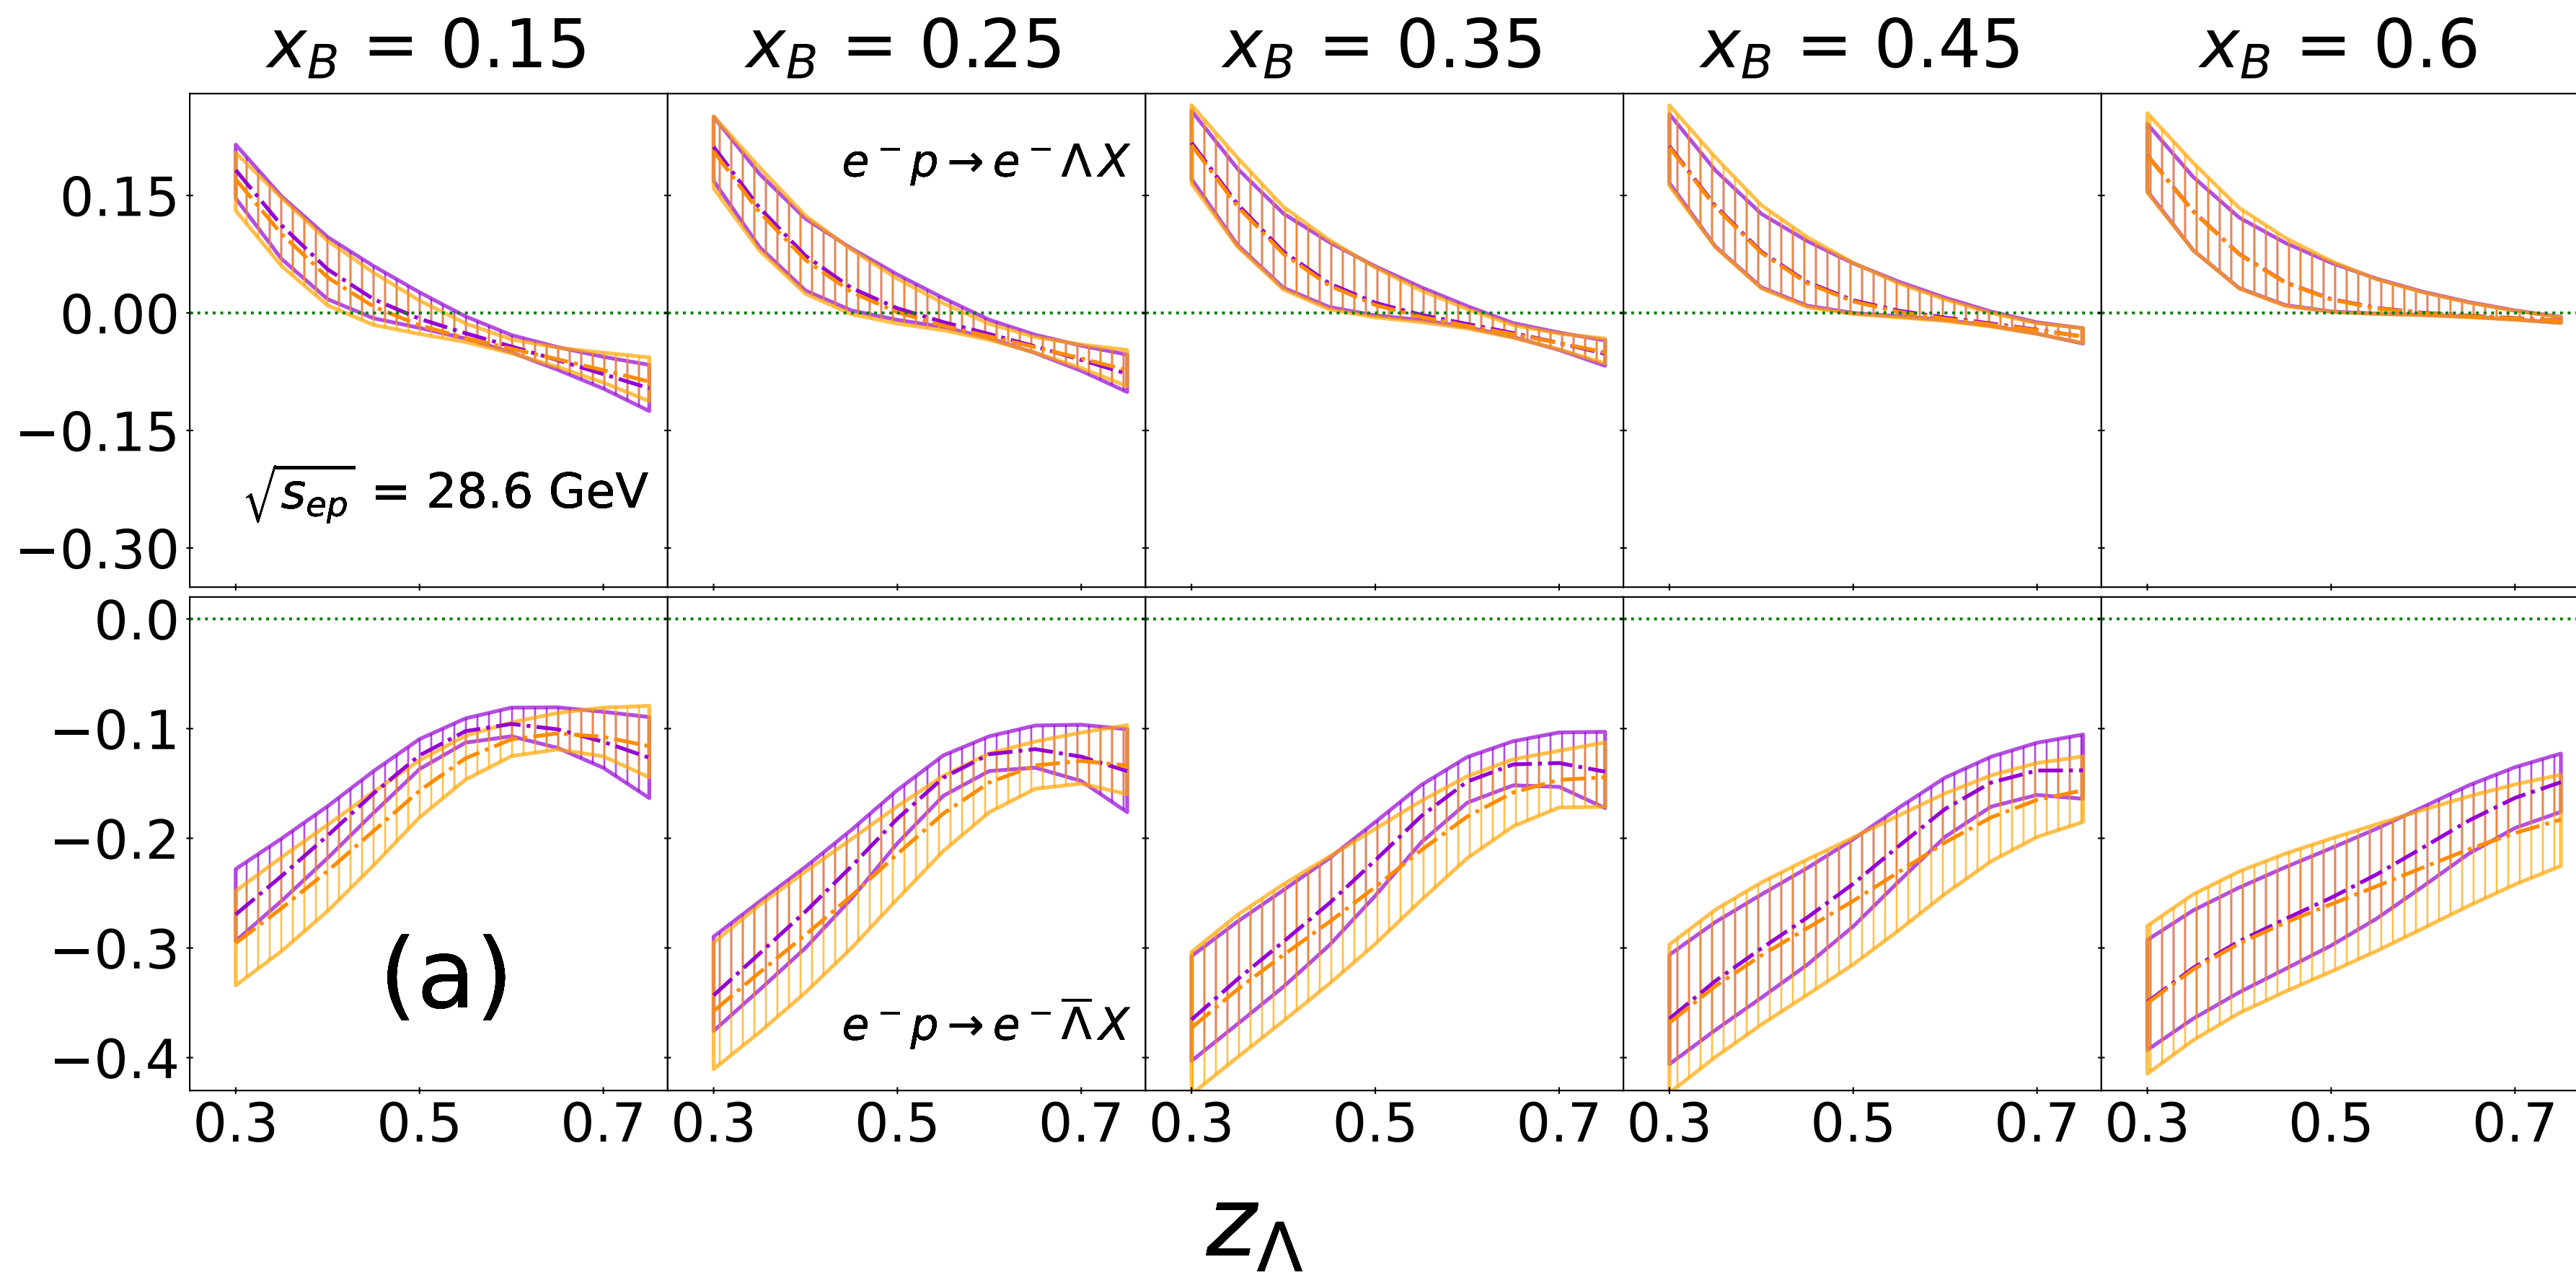 x_B = 0.15 x_B = 0.25 x_B = 0.35 x_B = 0.45 x_B = 0.6
e⁻p → e⁻ΛX
0.15
0.00
−0.15
√s_ep = 28.6 GeV
−0.30
0.0
−0.1
−0.2
−0.3
(a)
e⁻p → e⁻Λ̅X
−0.4
0.3 0.5 0.7 0.3 0.5 0.7 0.3 0.5 0.7 0.3 0.5 0.7 0.3 0.5 0.7
z_Λ